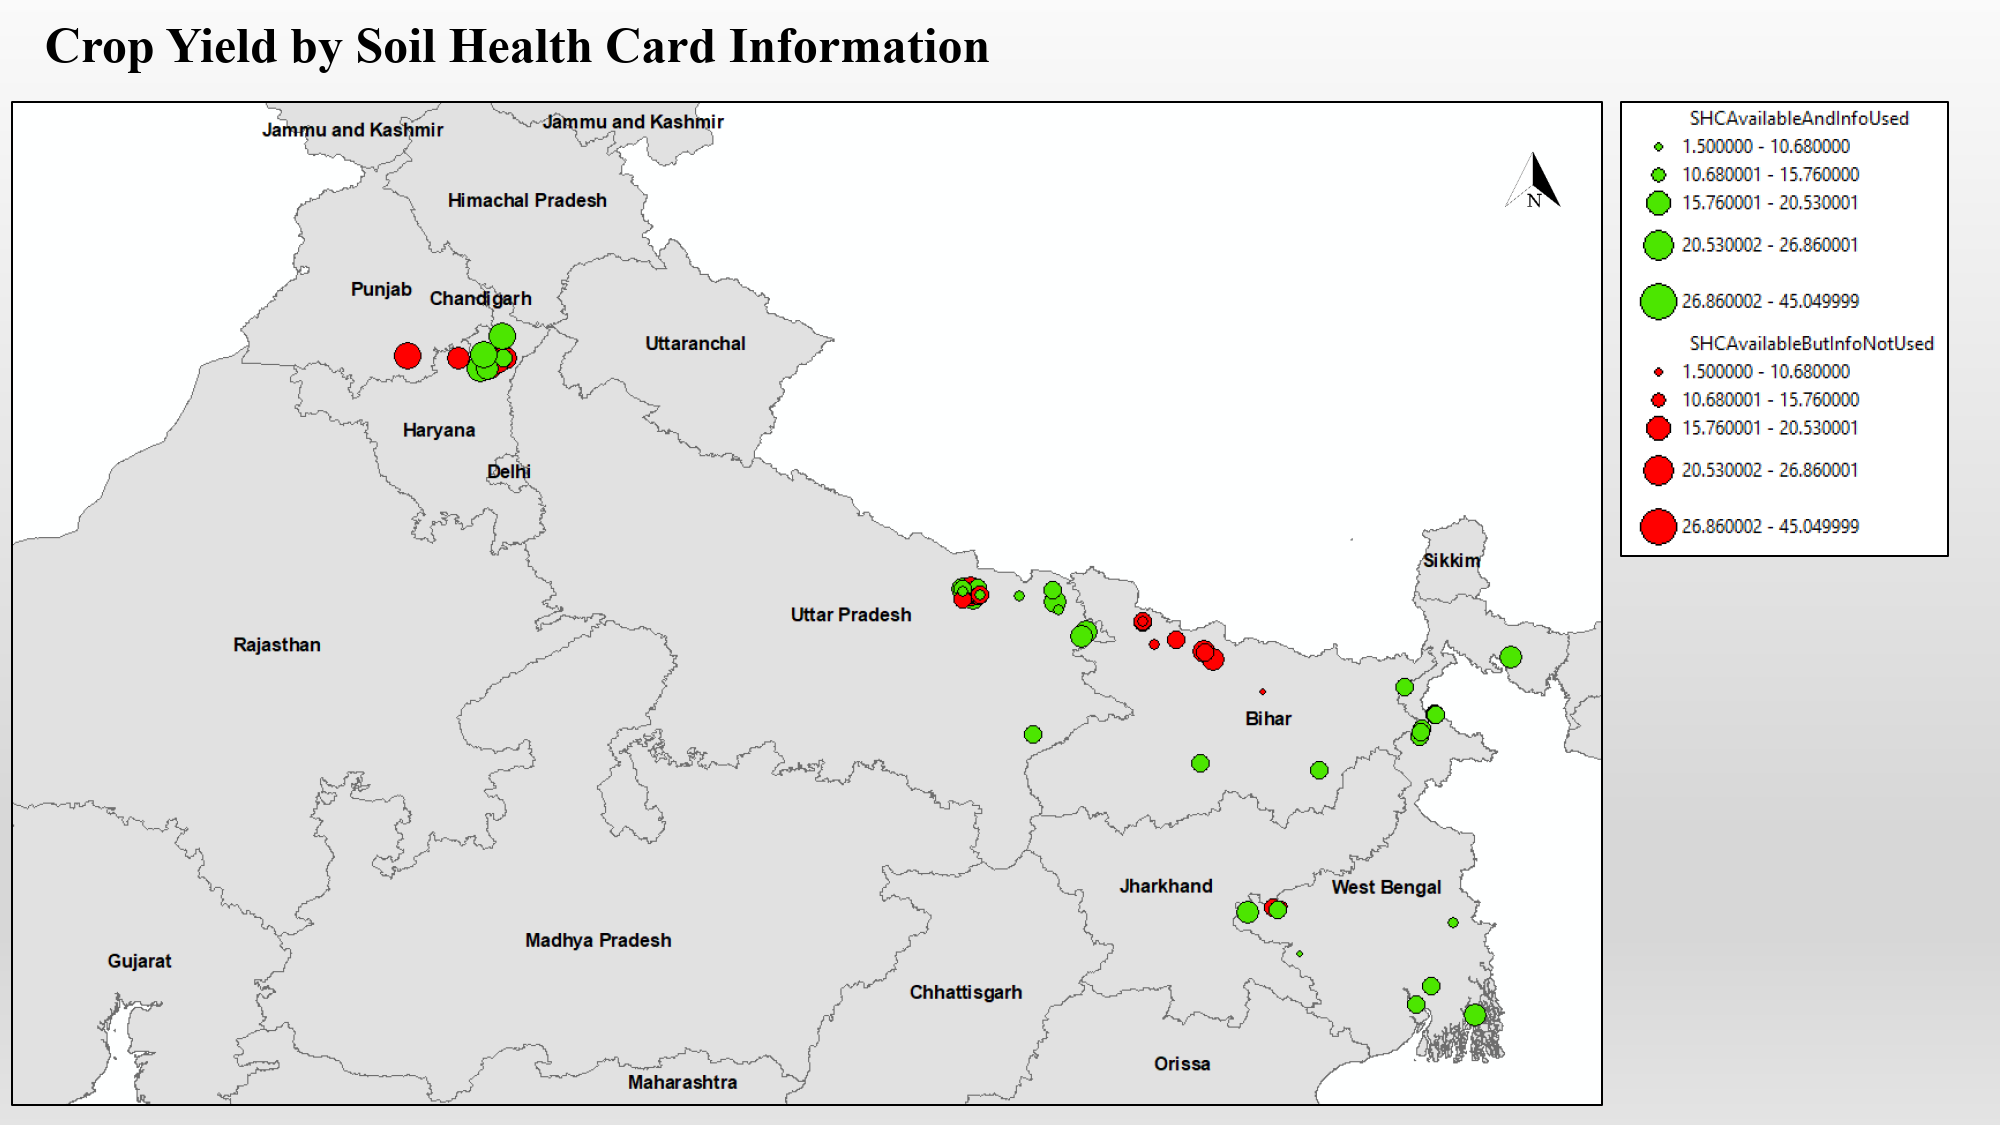 Crop Yield by Soil Health Card Information
Jammu and Kashmir
Jammu and Kashmir
Himachal Pradesh
N
Punjab
Chandigarh
Uttaranchal
Haryana
Delhi
Sikkim
Uttar Pradesh
Rajasthan
Bihar
Jharkhand
West Bengal
Madhya Pradesh
Gujarat
Chhattisgarh
Orissa
Maharashtra
SHCAvailableAndInfoUsed
1.500000 - 10.680000
10.680001 - 15.760000
15.760001 - 20.530001
20.530002 - 26.860001
26.860002 - 45.049999
SHCAvailableButInfoNotUsed
1.500000 - 10.680000
10.680001 - 15.760000
15.760001 - 20.530001
20.530002 - 26.860001
26.860002 - 45.049999